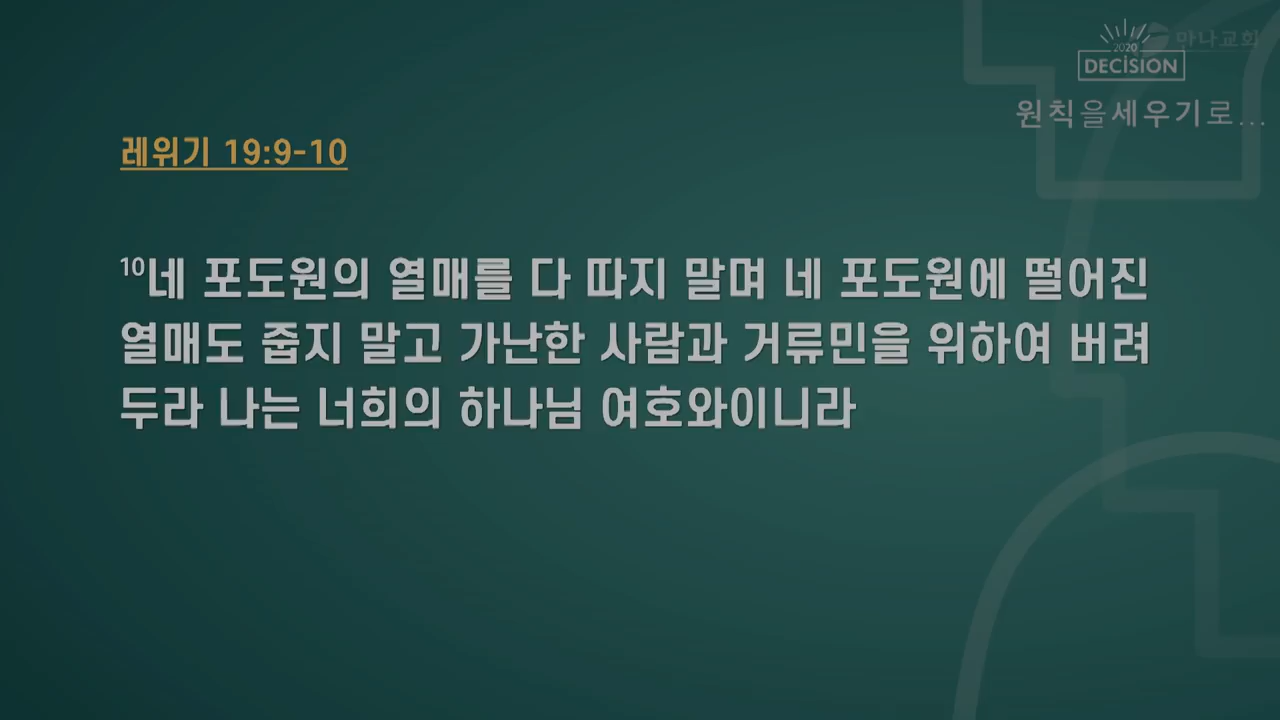 만나교회
2020
DECISION
원칙을세우기로...
레위기 19:9-10
10네 포도원의 열매를 다 따지 말며 네 포도원에 떨어진
열매도 줍지 말고 가난한 사람과 거류민을 위하여 버려
두라 나는 너희의 하나님 여호와이니라